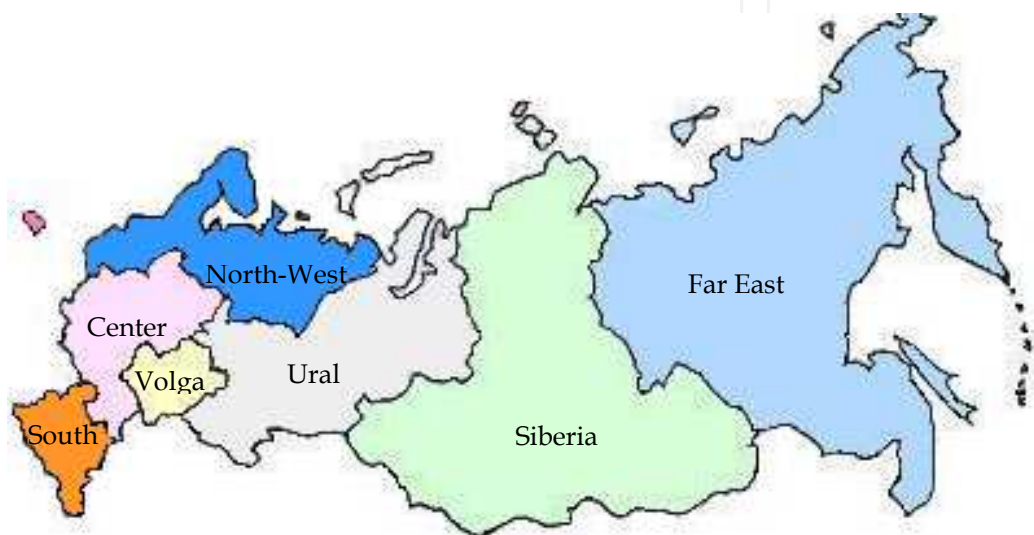 North-West
Far East
Center
Volga
Ural
South
Siberia